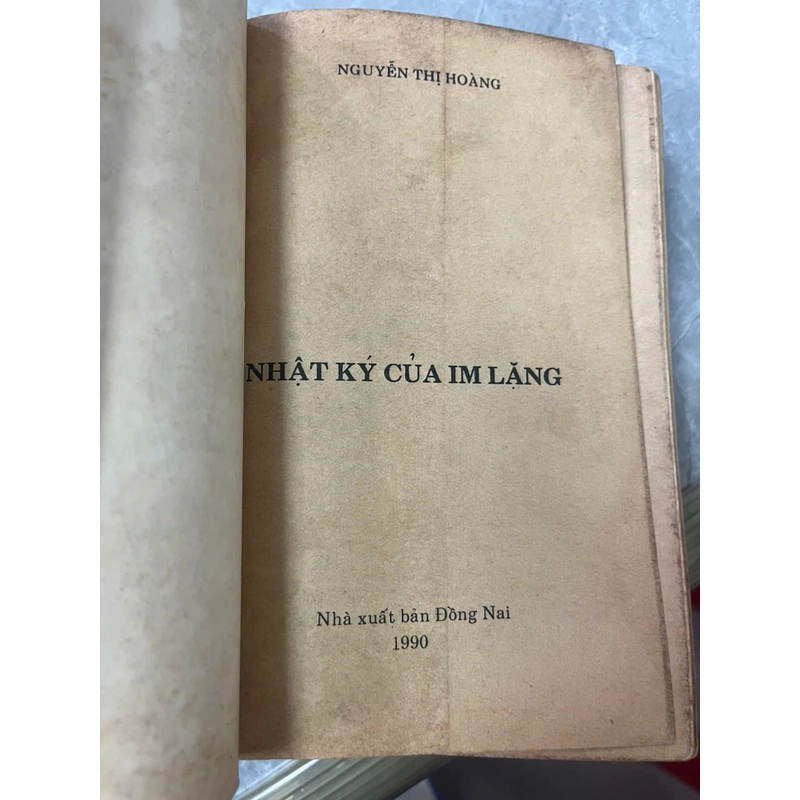 NGUYỄN THỊ HOÀNG
NHẬT KÝ CỦA IM LẶNG
Nhà xuất bản Đồng Nai
1990